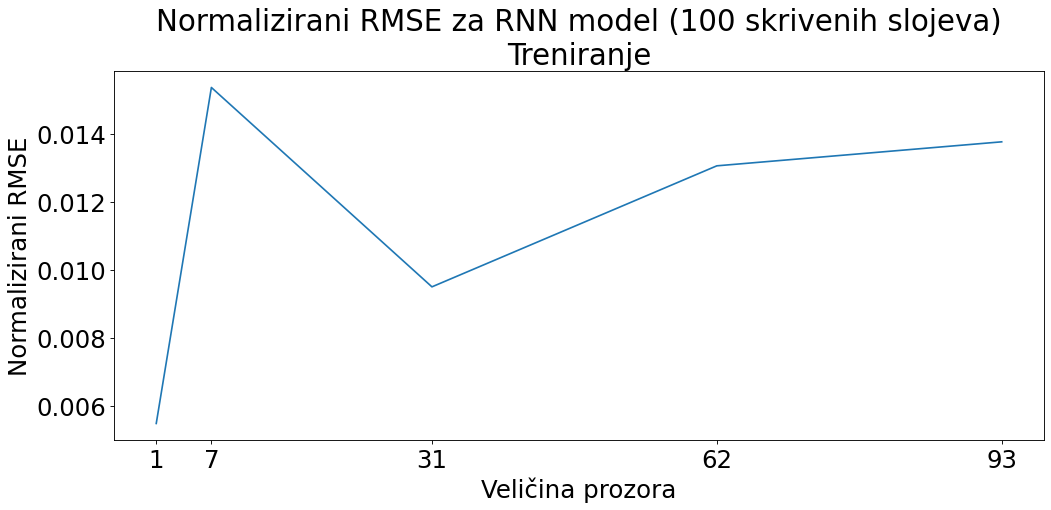 Normalizirani RMSE za RNN model (100 skrivenih slojeva)
Treniranje
Normalizirani RMSE
0.014
0.012
0.010
0.008
0.006
1 7 31 62 93
Veličina prozora